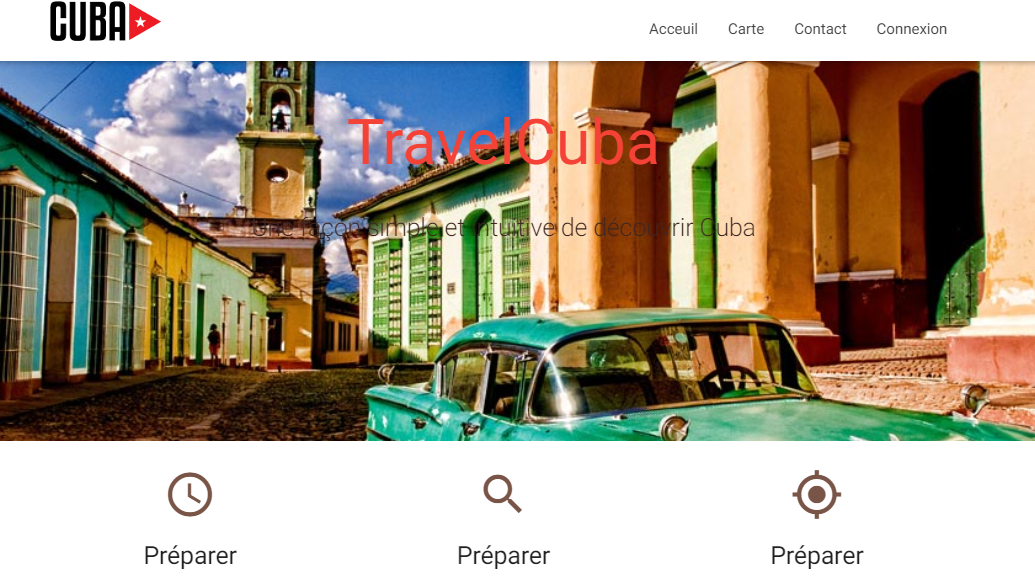 CUBA
Acceuil Carte Contact Connexion
TravelCuba
Une façon simple et intuitive de découvrir Cuba
Préparer Préparer Préparer